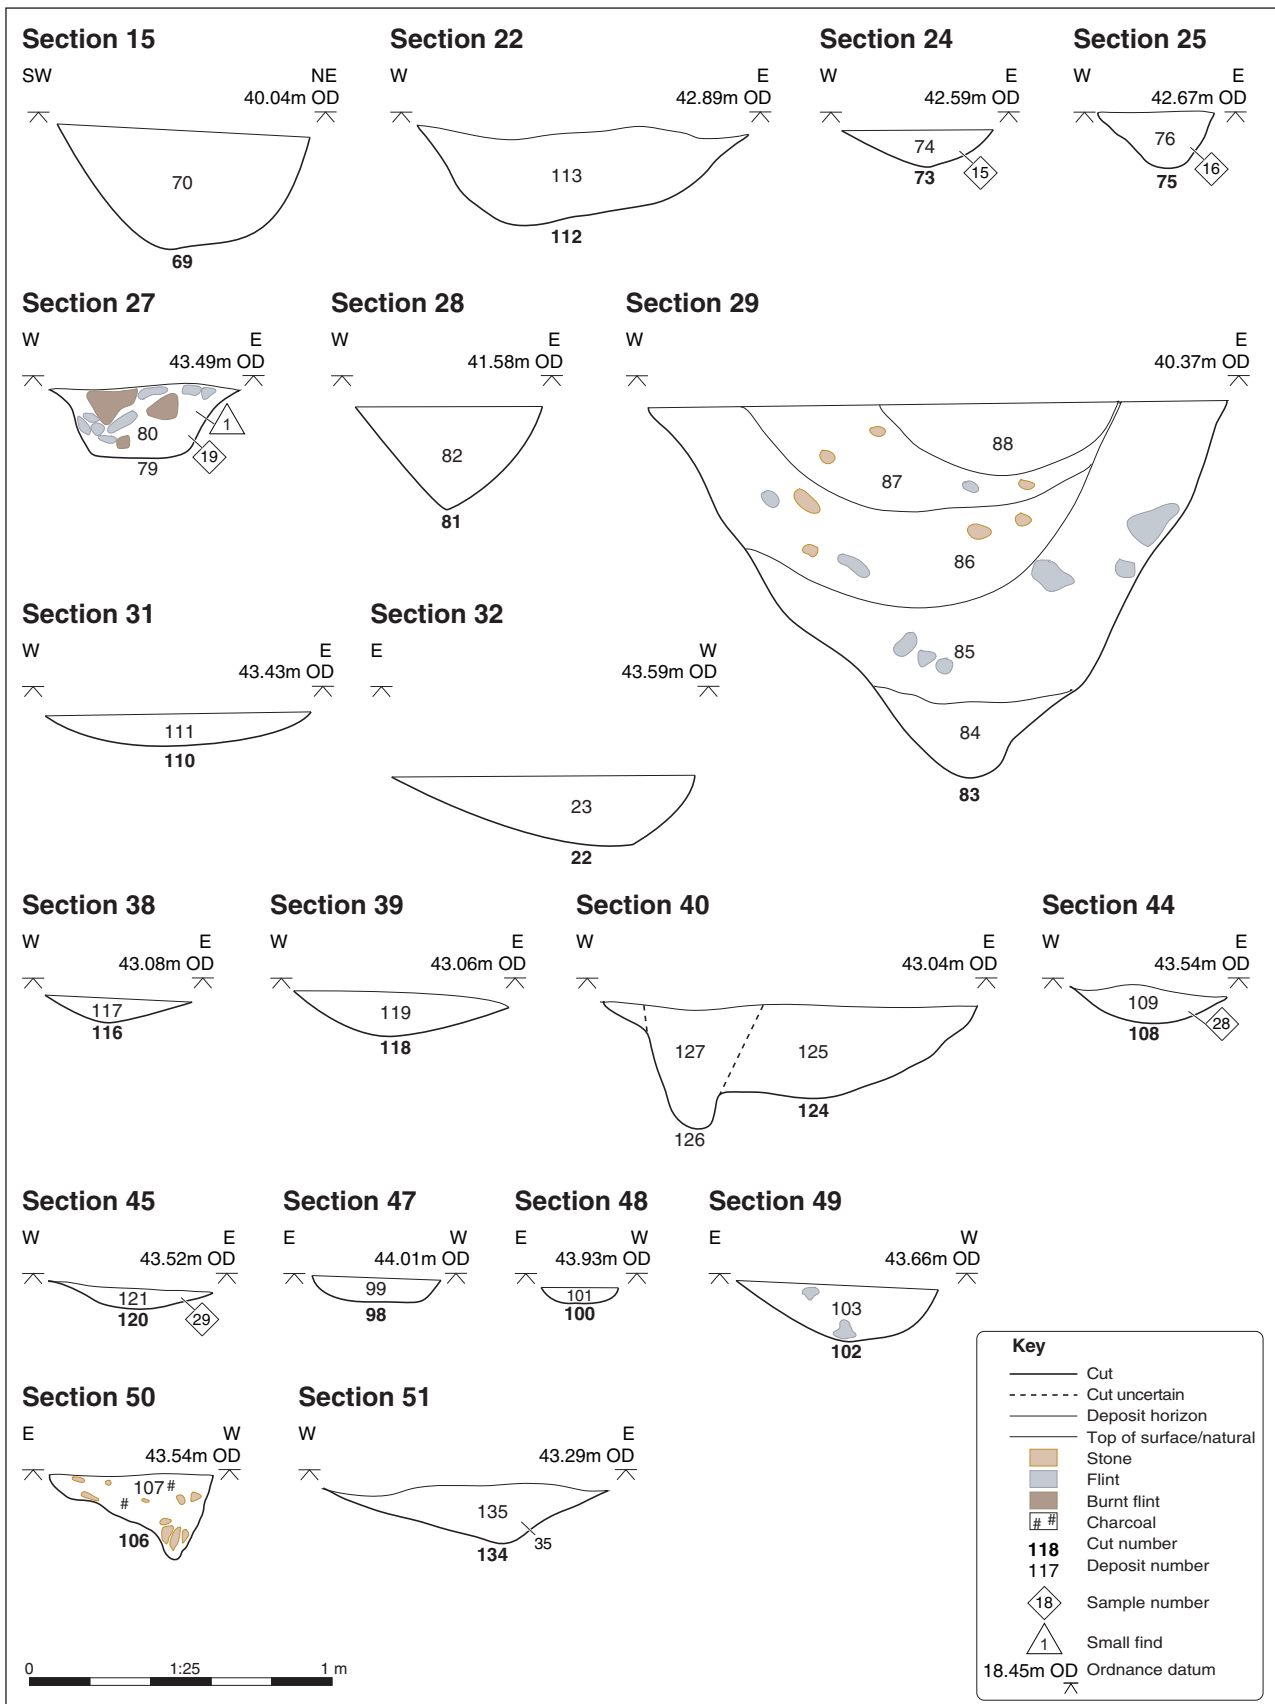 Section 15
SW NE
40.04m OD
70
69
Section 22
W E
42.89m OD
113
112
Section 24
W E
42.59m OD
74
15
73
Section 25
W E
42.67m OD
76
16
75
Section 27
W E
43.49m OD
1
80
19
79
Section 28
W E
41.58m OD
82
81
Section 29
W E
40.37m OD
88
87
86
85
84
83
Section 31
W E
43.43m OD
111
110
Section 32
E W
43.59m OD
23
22
Section 38
W E
43.08m OD
117
116
Section 39
W E
43.06m OD
119
118
Section 40
W E
43.04m OD
127 125
124
126
Section 44
W E
43.54m OD
109
28
108
Section 45
W E
43.52m OD
121
29
120
Section 47
E W
44.01m OD
99
98
Section 48
E W
43.93m OD
101
100
Section 49
E W
43.66m OD
103
102
Section 50
E W
43.54m OD
107 #
#
106
Section 51
W E
43.29m OD
135
35
134
0 1:25 1 m
Key
Cut
Cut uncertain
Deposit horizon
Top of surface/natural
Stone
Flint
Burnt flint
# # Charcoal
118 Cut number
117 Deposit number
18 Sample number
1 Small find
18.45m OD Ordnance datum